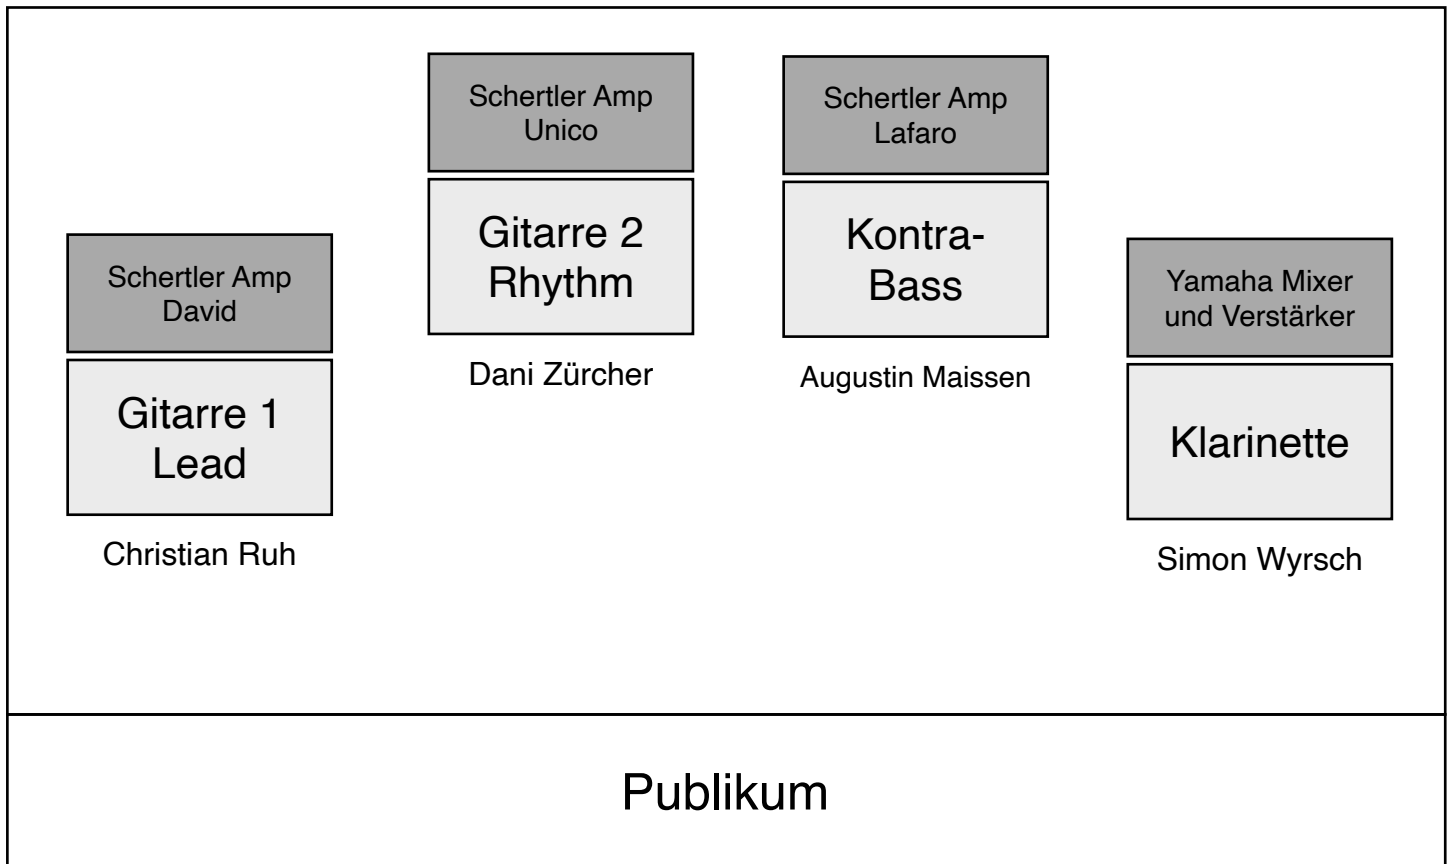 Schertler Amp
Unico
Gitarre 2
Rhythm
Dani Zürcher
Schertler Amp
Lafaro
Kontra-
Bass
Augustin Maissen
Schertler Amp
David
Gitarre 1
Lead
Christian Ruh
Yamaha Mixer
und Verstärker
Klarinette
Simon Wyrsch
Publikum